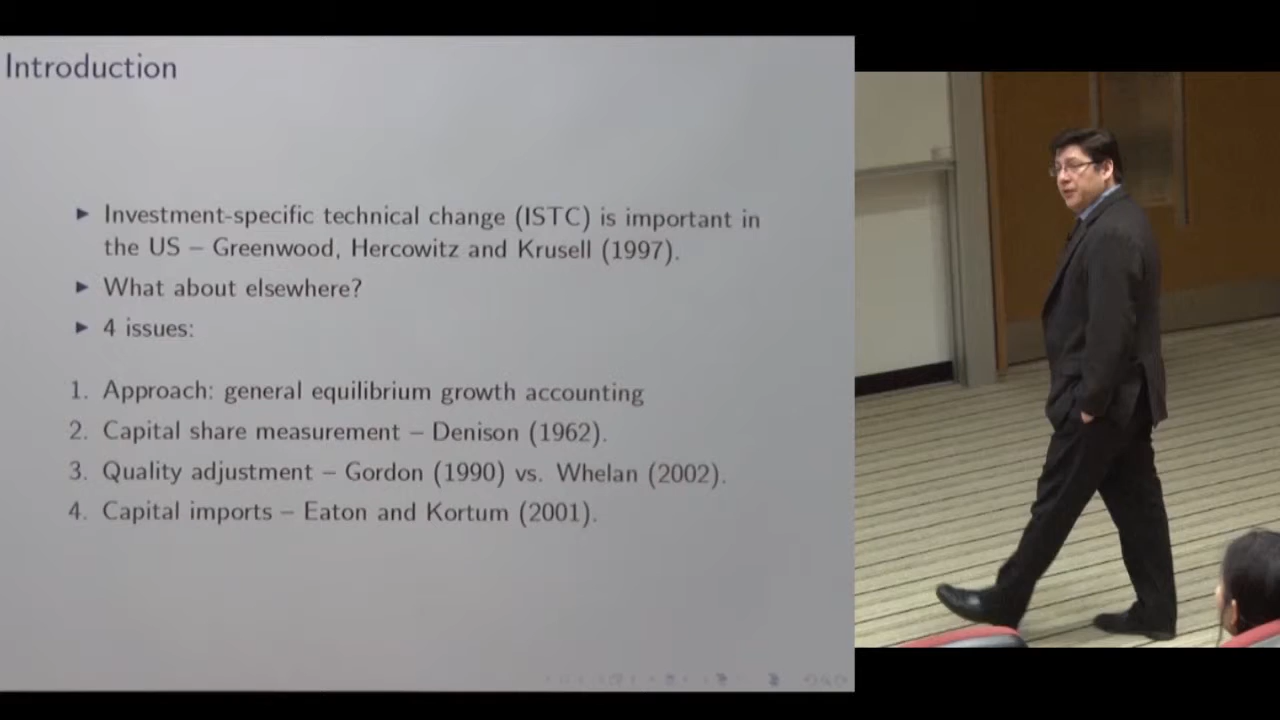 Introduction
► Investment-specific technical change (ISTC) is important in
the US – Greenwood, Hercowitz and Krusell (1997).
► What about elsewhere?
► 4 issues:
1. Approach: general equilibrium growth accounting
2. Capital share measurement – Denison (1962).
3. Quality adjustment – Gordon (1990) vs. Whelan (2002).
4. Capital imports – Eaton and Kortum (2001).